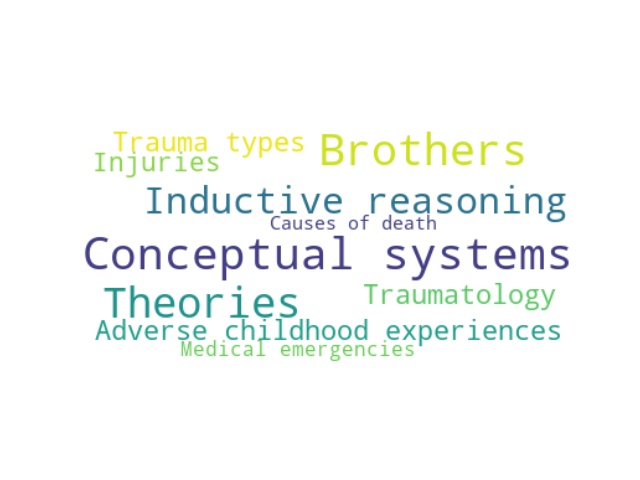 Trauma types
Brothers
Injuries
Inductive reasoning
Causes of death
Conceptual systems
Theories
Traumatology
Adverse childhood experiences
Medical emergencies